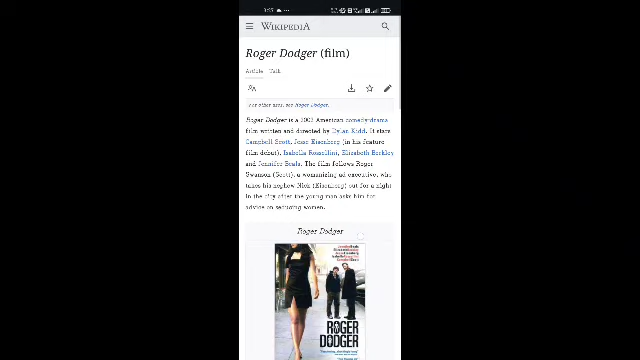 WIKIPEDIA
Roger Dodger (film)
Article Talk
For other uses, see Roger Dodger.
Roger Dodger is a 2002 American comedy-drama
film written and directed by Dylan Kidd. It stars
Campbell Scott, Jesse Eisenberg (in his feature
film debut), Isabella Rossellini, Elizabeth Berkley
and Jennifer Beals. The film follows Roger
Swanson (Scott), a womanizing ad executive, who
takes his nephew Nick (Eisenberg) out for a night
in the city after the young man asks him for
advice on seducing women.
Roger Dodger
ROGER
DODGER